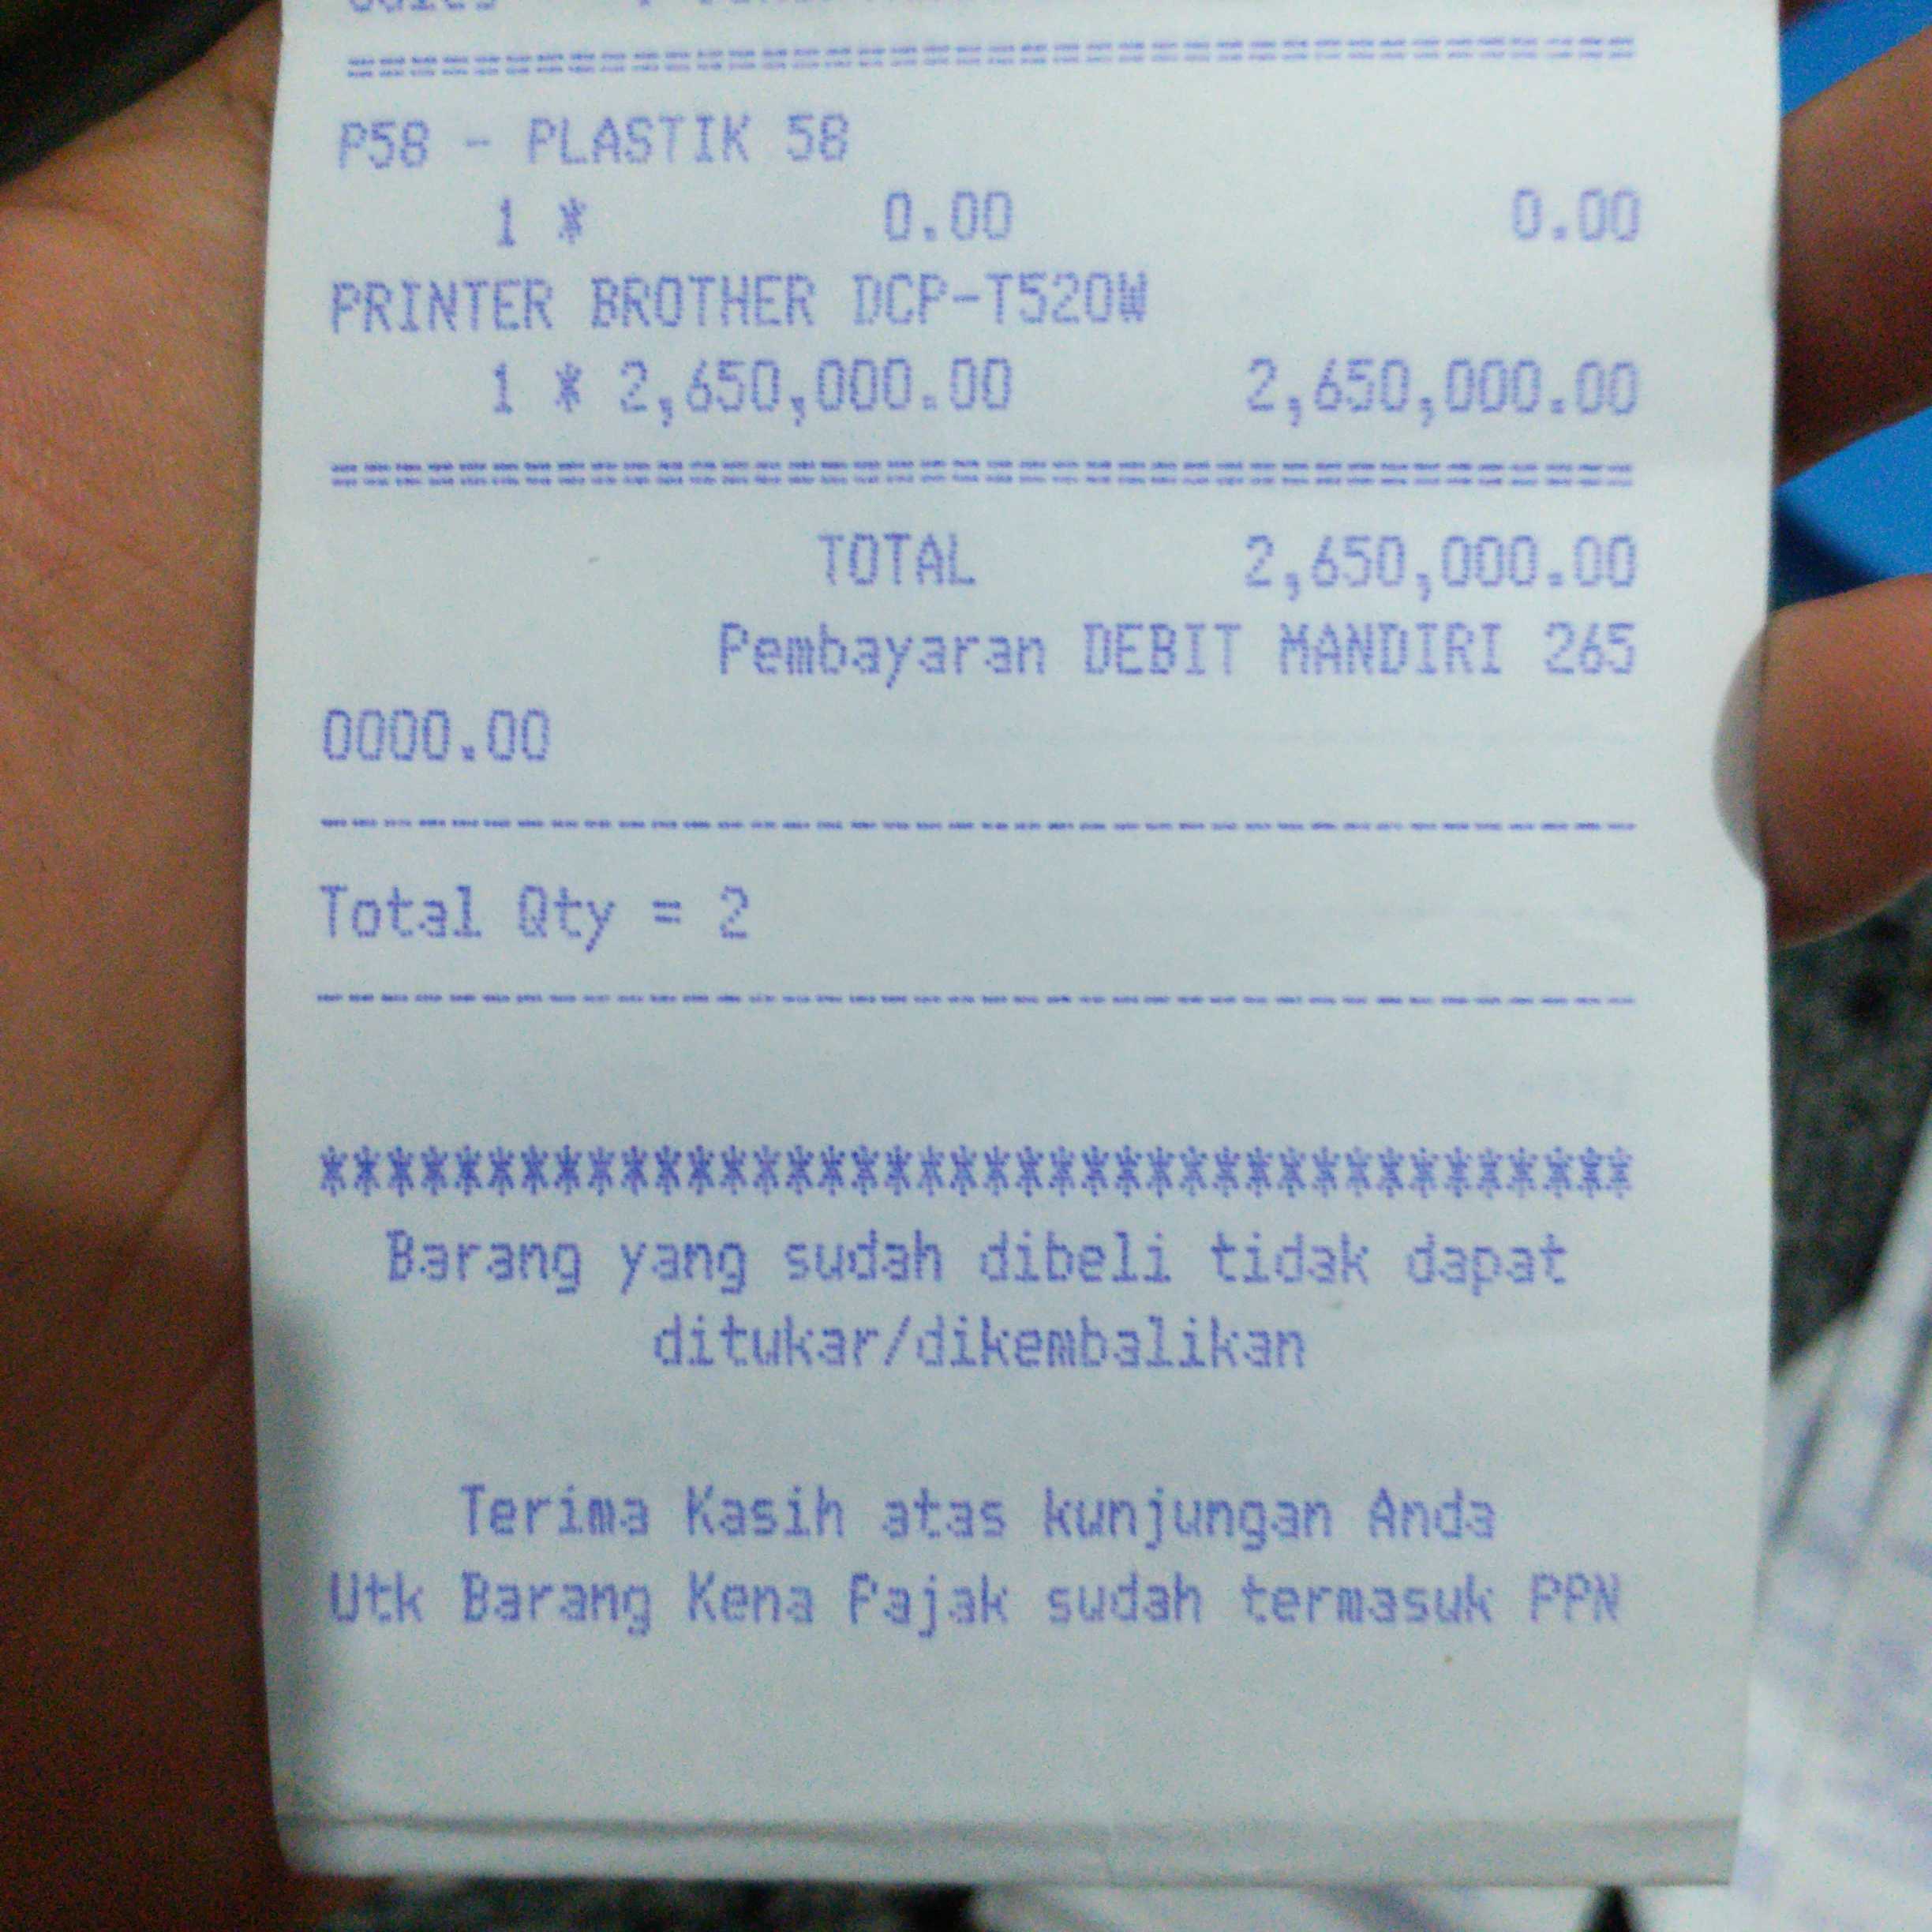 P58 - PLASTIK 58
1 * 0.00 0.00
PRINTER BROTHER DCP-T520W
1 * 2,650,000.00 2,650,000.00
TOTAL 2,650,000.00
Pembayaran DEBIT MANDIRI 265
0000.00
Total Qty = 2
***************************************
Barang yang sudah dibeli tidak dapat
ditukar/dikembalikan
Terima Kasih atas kunjungan Anda
Utk Barang Kena Pajak sudah termasuk PPN